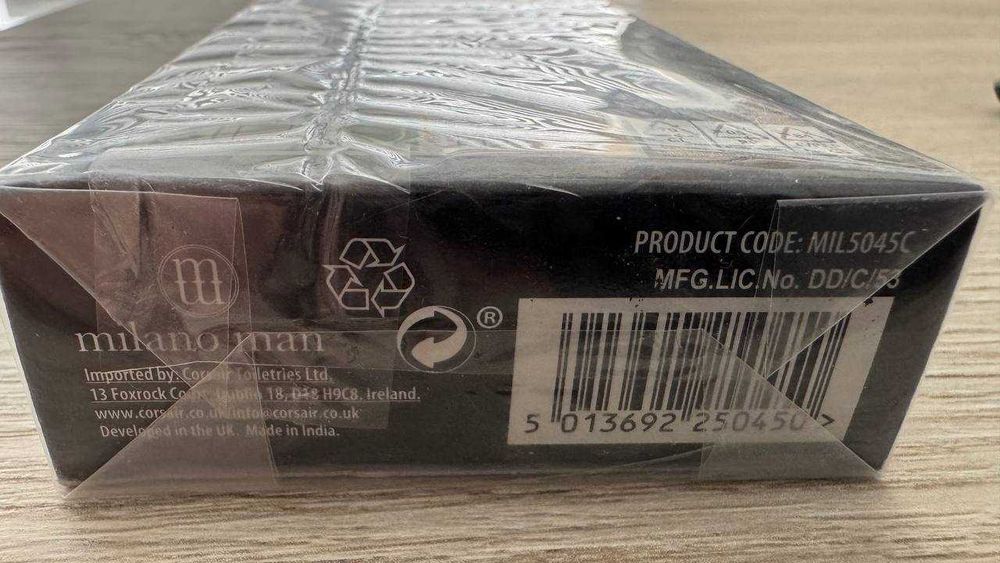 m
milano man
Imported by: Corsair Toiletries Ltd,
13 Foxrock Dublin 18, D18 H9C8, Ireland.
www.corsair.co.uk info@corsair.co.uk
Developed in the UK. Made in India.
®
PRODUCT CODE: MIL5045C
MFG.LIC.No. DD/C/53
5 013692 250450 >